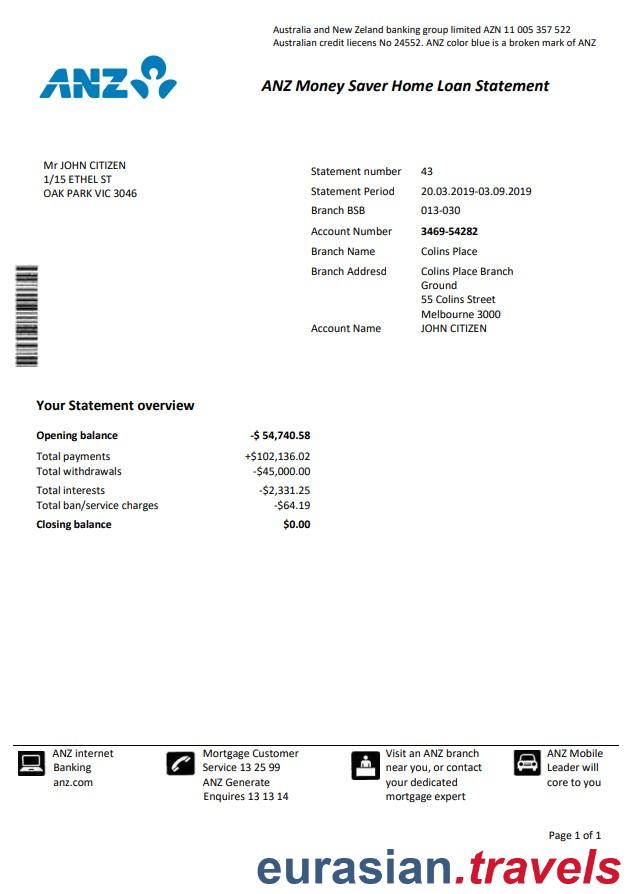 Australia and New Zeland banking group limited AZN 11 005 357 522
Australian credit liecens No 24552. ANZ color blue is a broken mark of ANZ
ANZ
ANZ Money Saver Home Loan Statement
Mr JOHN CITIZEN
1/15 ETHEL ST
OAK PARK VIC 3046
Statement number 43
Statement Period 20.03.2019-03.09.2019
Branch BSB 013-030
Account Number 3469-54282
Branch Name Colins Place
Branch Addresd Colins Place Branch
Ground
55 Colins Street
Melbourne 3000
Account Name JOHN CITIZEN
Your Statement overview
Opening balance -$ 54,740.58
Total payments +$102,136.02
Total withdrawals -$45,000.00
Total interests -$2,331.25
Total ban/service charges -$64.19
Closing balance $0.00
ANZ internet
Banking
anz.com
Mortgage Customer
Service 13 25 99
ANZ Generate
Enquires 13 13 14
Visit an ANZ branch
near you, or contact
your dedicated
mortgage expert
ANZ Mobile
Leader will
core to you
Page 1 of 1
eurasian.travels